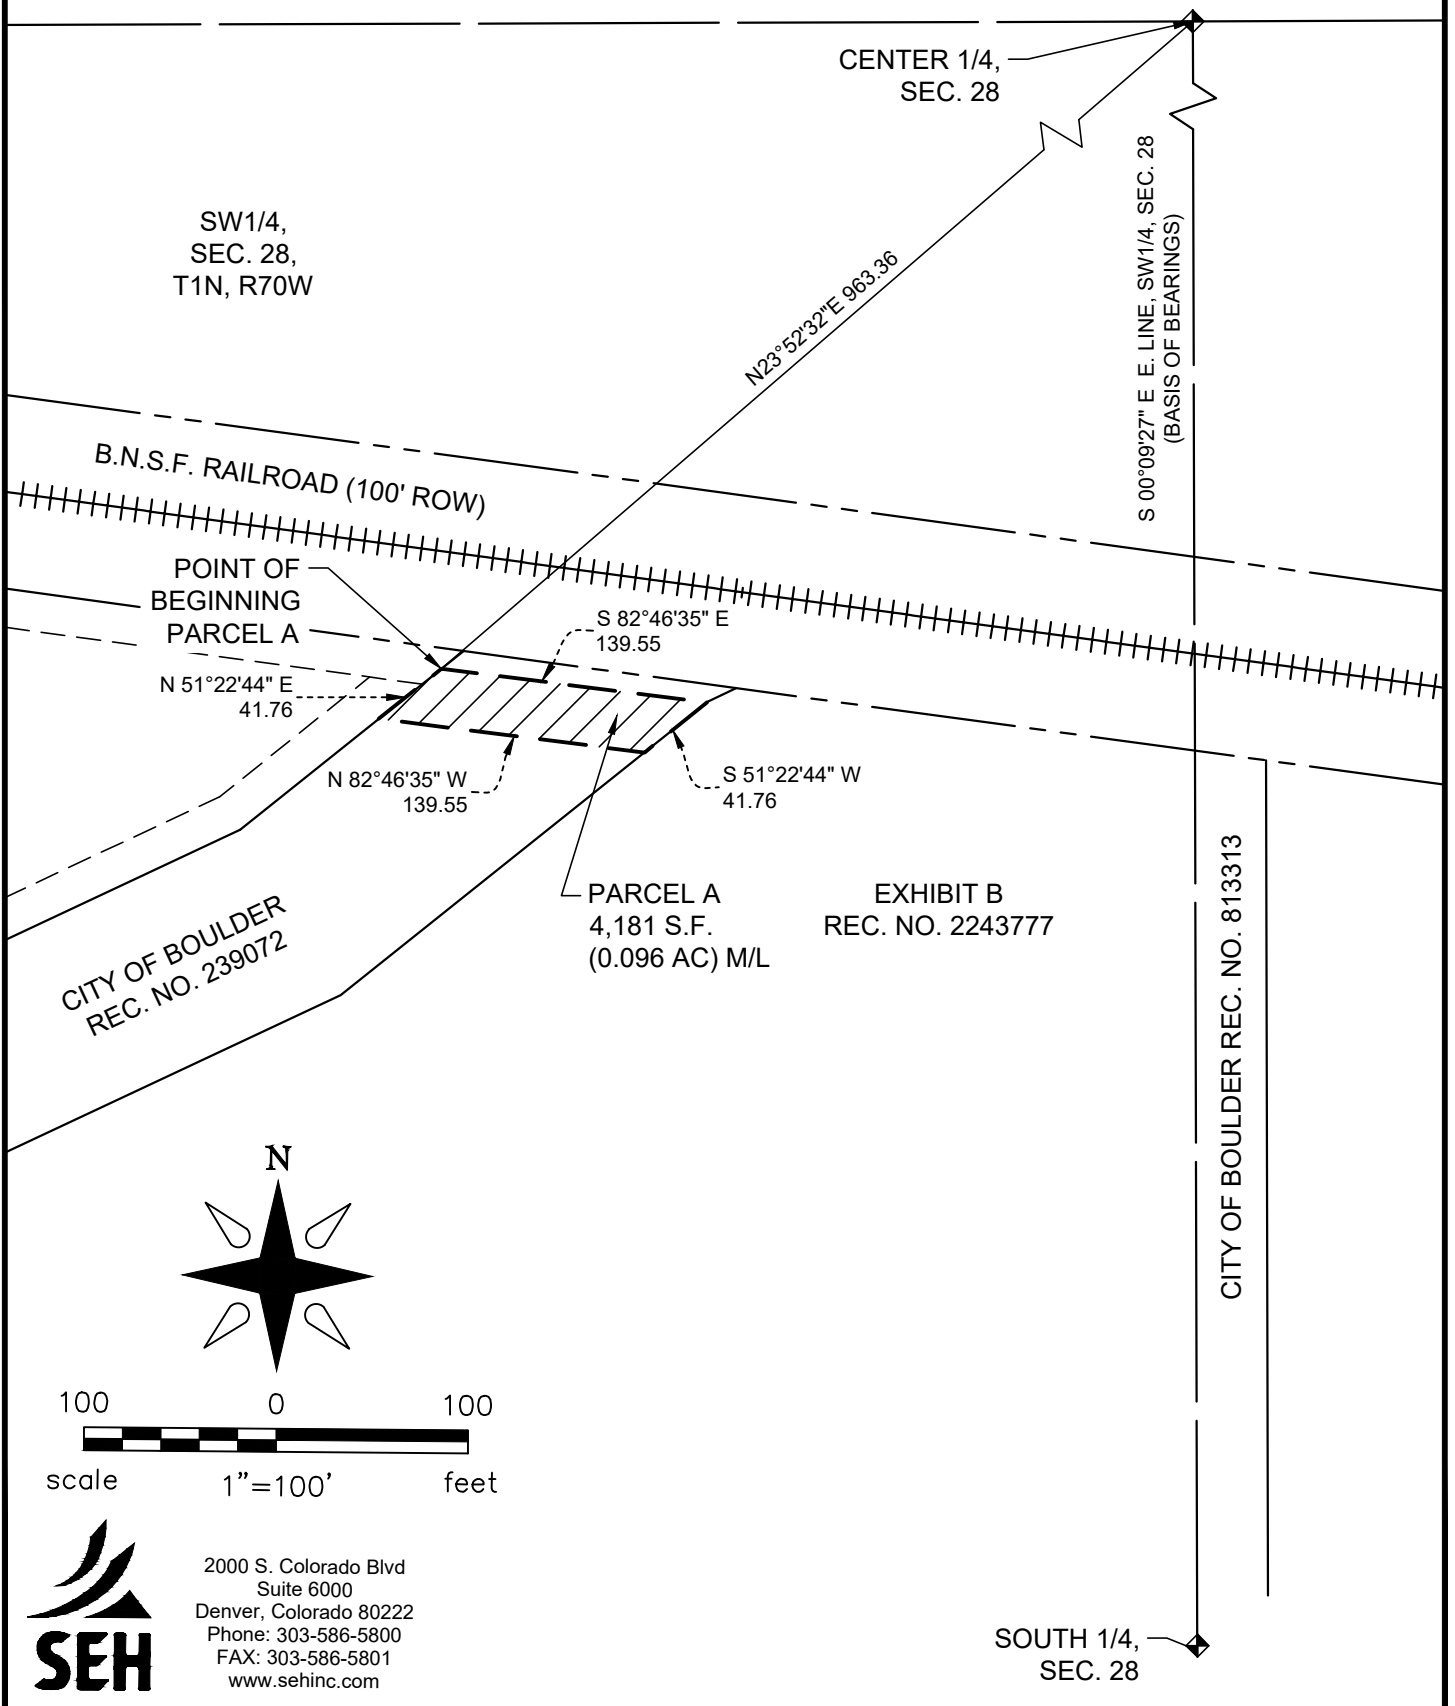 CENTER 1/4,
SEC. 28
SW1/4,
SEC. 28,
T1N, R70W
N23°52'32"E 963.36
S 00°09'27" E E. LINE, SW1/4, SEC. 28
(BASIS OF BEARINGS)
B.N.S.F. RAILROAD (100' ROW)
POINT OF
BEGINNING
PARCEL A
S 82°46'35" E
139.55
N 51°22'44" E
41.76
N 82°46'35" W
139.55
S 51°22'44" W
41.76
PARCEL A
4,181 S.F.
(0.096 AC) M/L
EXHIBIT B
REC. NO. 2243777
CITY OF BOULDER
REC. NO. 239072
CITY OF BOULDER REC. NO. 813313
N
100 0 100
scale 1"=100' feet
SEH
2000 S. Colorado Blvd
Suite 6000
Denver, Colorado 80222
Phone: 303-586-5800
FAX: 303-586-5801
www.sehinc.com
SOUTH 1/4,
SEC. 28